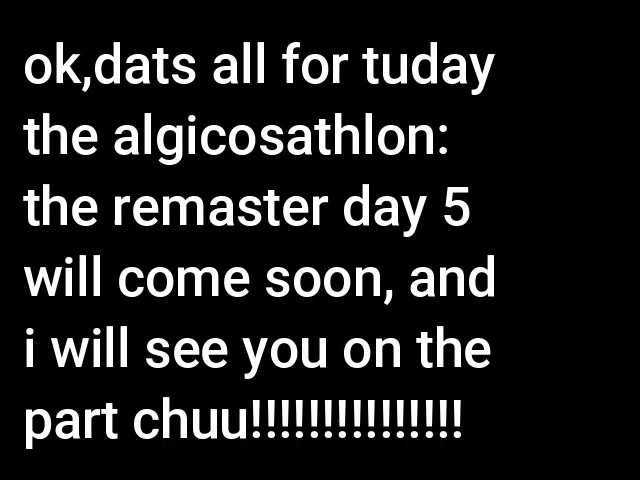 ok,dats all for tuday
the algicosathlon:
the remaster day 5
will come soon, and
i will see you on the
part chuu!!!!!!!!!!!!!!!